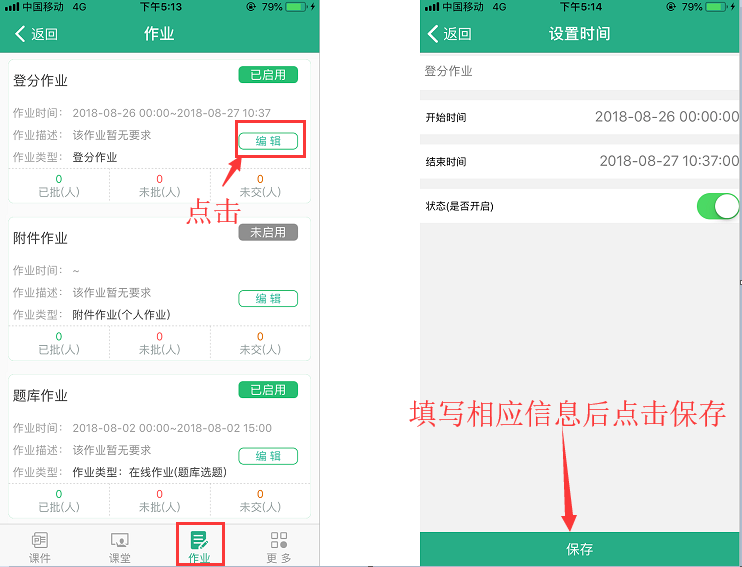 中国移动 4G 下午5:13 79%
返回 作业
登分作业 已启用
作业时间: 2018-08-26 00:00~2018-08-27 10:37
作业描述: 该作业暂无要求
编 辑
作业类型: 登分作业
0 0 0
已批(人) 未批(人) 未交(人)
点击
附件作业 未启用
作业时间: ~
作业描述: 该作业暂无要求
编 辑
作业类型: 附件作业(个人作业)
0 0 0
已批(人) 未批(人) 未交(人)
题库作业 已启用
作业时间: 2018-08-02 00:00~2018-08-02 15:00
作业描述: 该作业暂无要求
编 辑
作业类型: 作业类型: 在线作业(题库选题)
0 0 0
已批(人) 未批(人) 未交(人)
课件 课堂 作业 更多
中国移动 4G 下午5:14 79%
返回 设置时间
登分作业
开始时间 2018-08-26 00:00:00
结束时间 2018-08-27 10:37:00
状态(是否开启)
填写相应信息后点击保存
保存